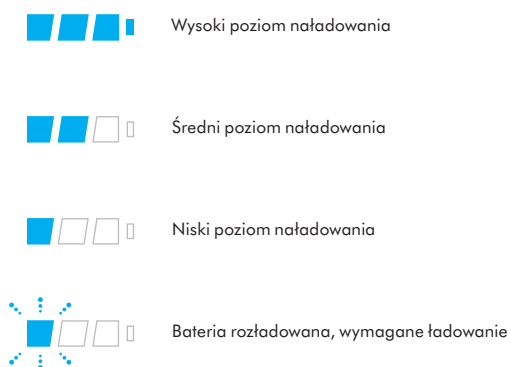 Wysoki poziom naładowania
Średni poziom naładowania
Niski poziom naładowania
Bateria rozładowana, wymagane ładowanie